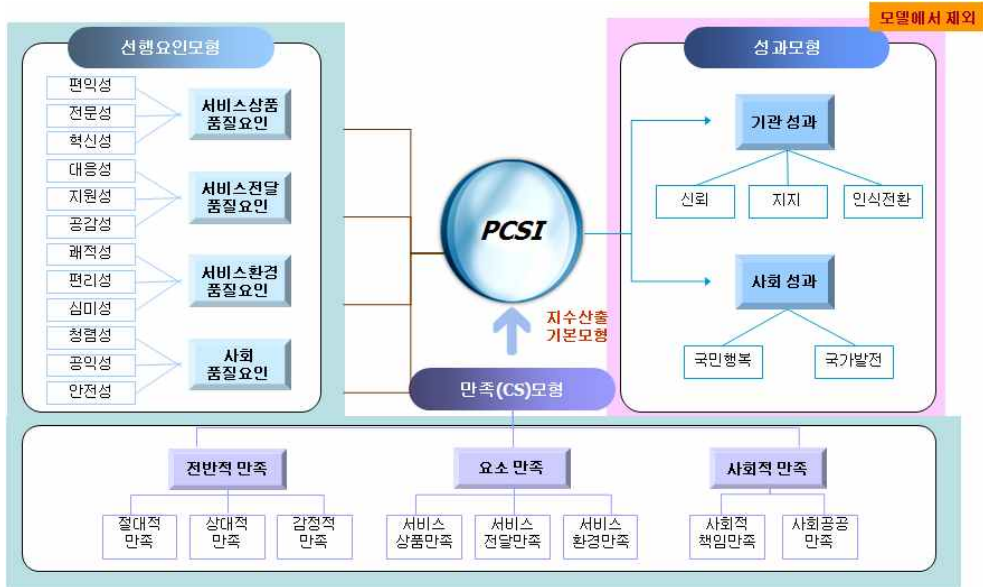 모델에서 제외
선행요인모형
편익성
전문성
혁신성
서비스상품
품질요인
대응성
지원성
공감성
서비스전달
품질요인
쾌적성
편리성
심미성
서비스환경
품질요인
청렴성
공익성
안전성
사회
품질요인
PCSI
지수산출
기본모형
성과모형
기관 성과
신뢰
지지
인식전환
사회 성과
국민행복
국가발전
만족(CS)모형
전반적 만족
절대적
만족
상대적
만족
감정적
만족
요소 만족
서비스
상품만족
서비스
전달만족
서비스
환경만족
사회적 만족
사회적
책임만족
사회공공
만족